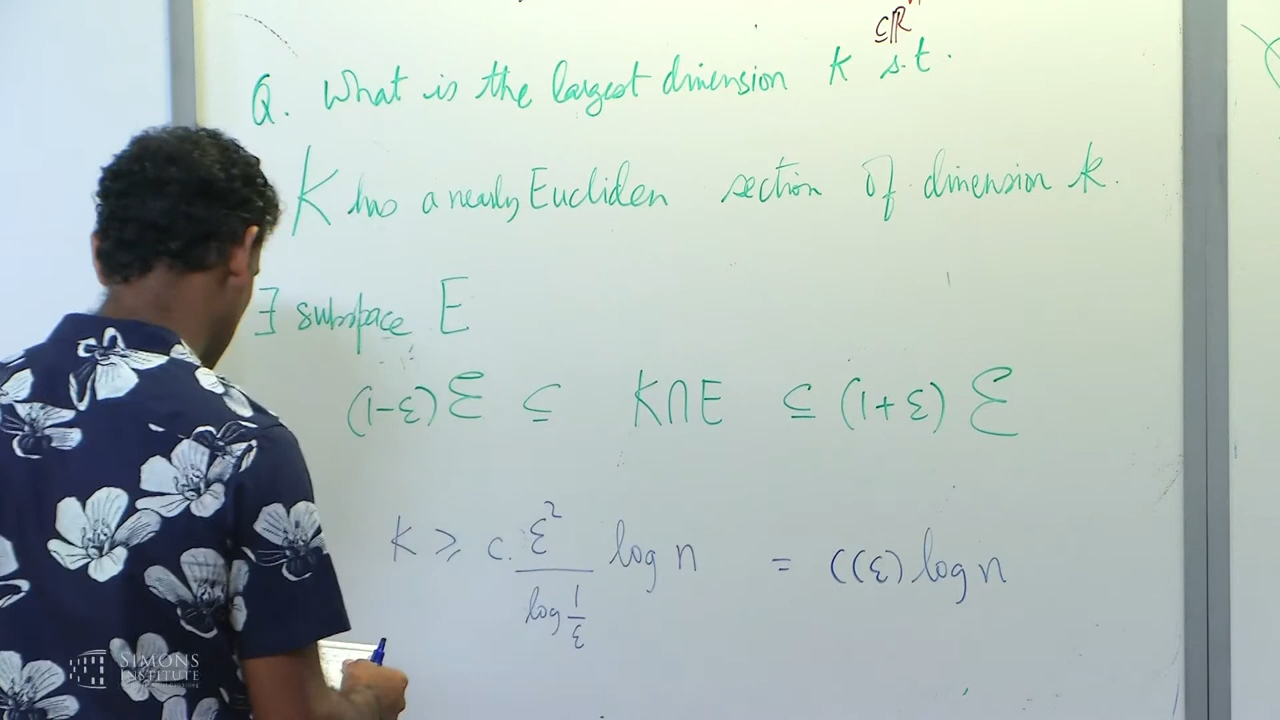 ⊆ℝⁿ
Q. What is the largest dimension k s.t.
K has a nearly Eucliden section of dimension k.
∃ subspace E
(1-ε)ℰ ⊆ K∩E ⊆ (1+ε) ℰ
k ⩾ c. ε² / log 1/ε log n = c(ε) log n
SIMONS
INSTITUTE